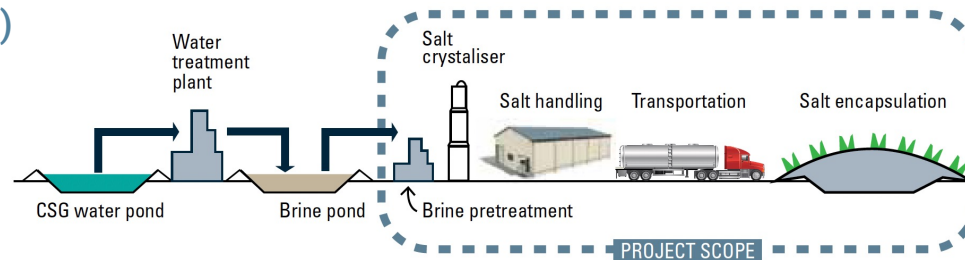 )
Water
treatment
plant
Salt
crystaliser
Salt handling
Transportation
Salt encapsulation
CSG water pond
Brine pond
Brine pretreatment
PROJECT SCOPE